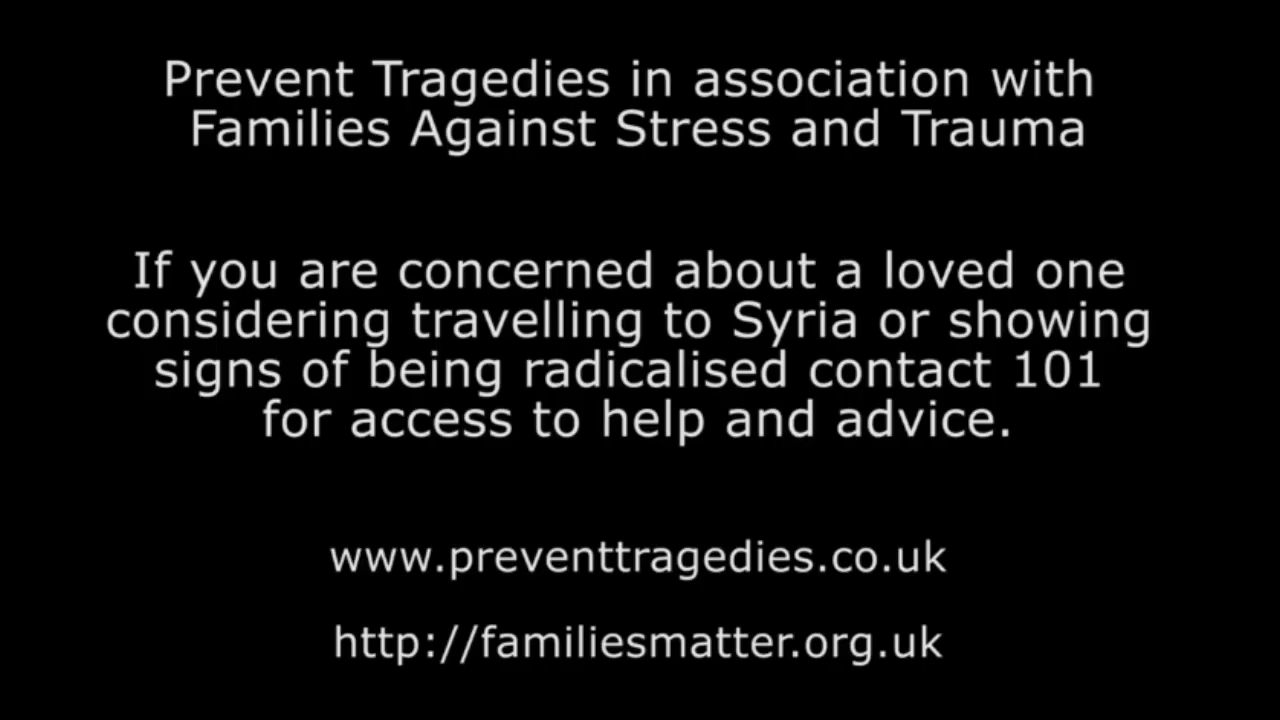 Prevent Tragedies in association with
Families Against Stress and Trauma
If you are concerned about a loved one
considering travelling to Syria or showing
signs of being radicalised contact 101
for access to help and advice.
www.preventtragedies.co.uk
http://familiesmatter.org.uk